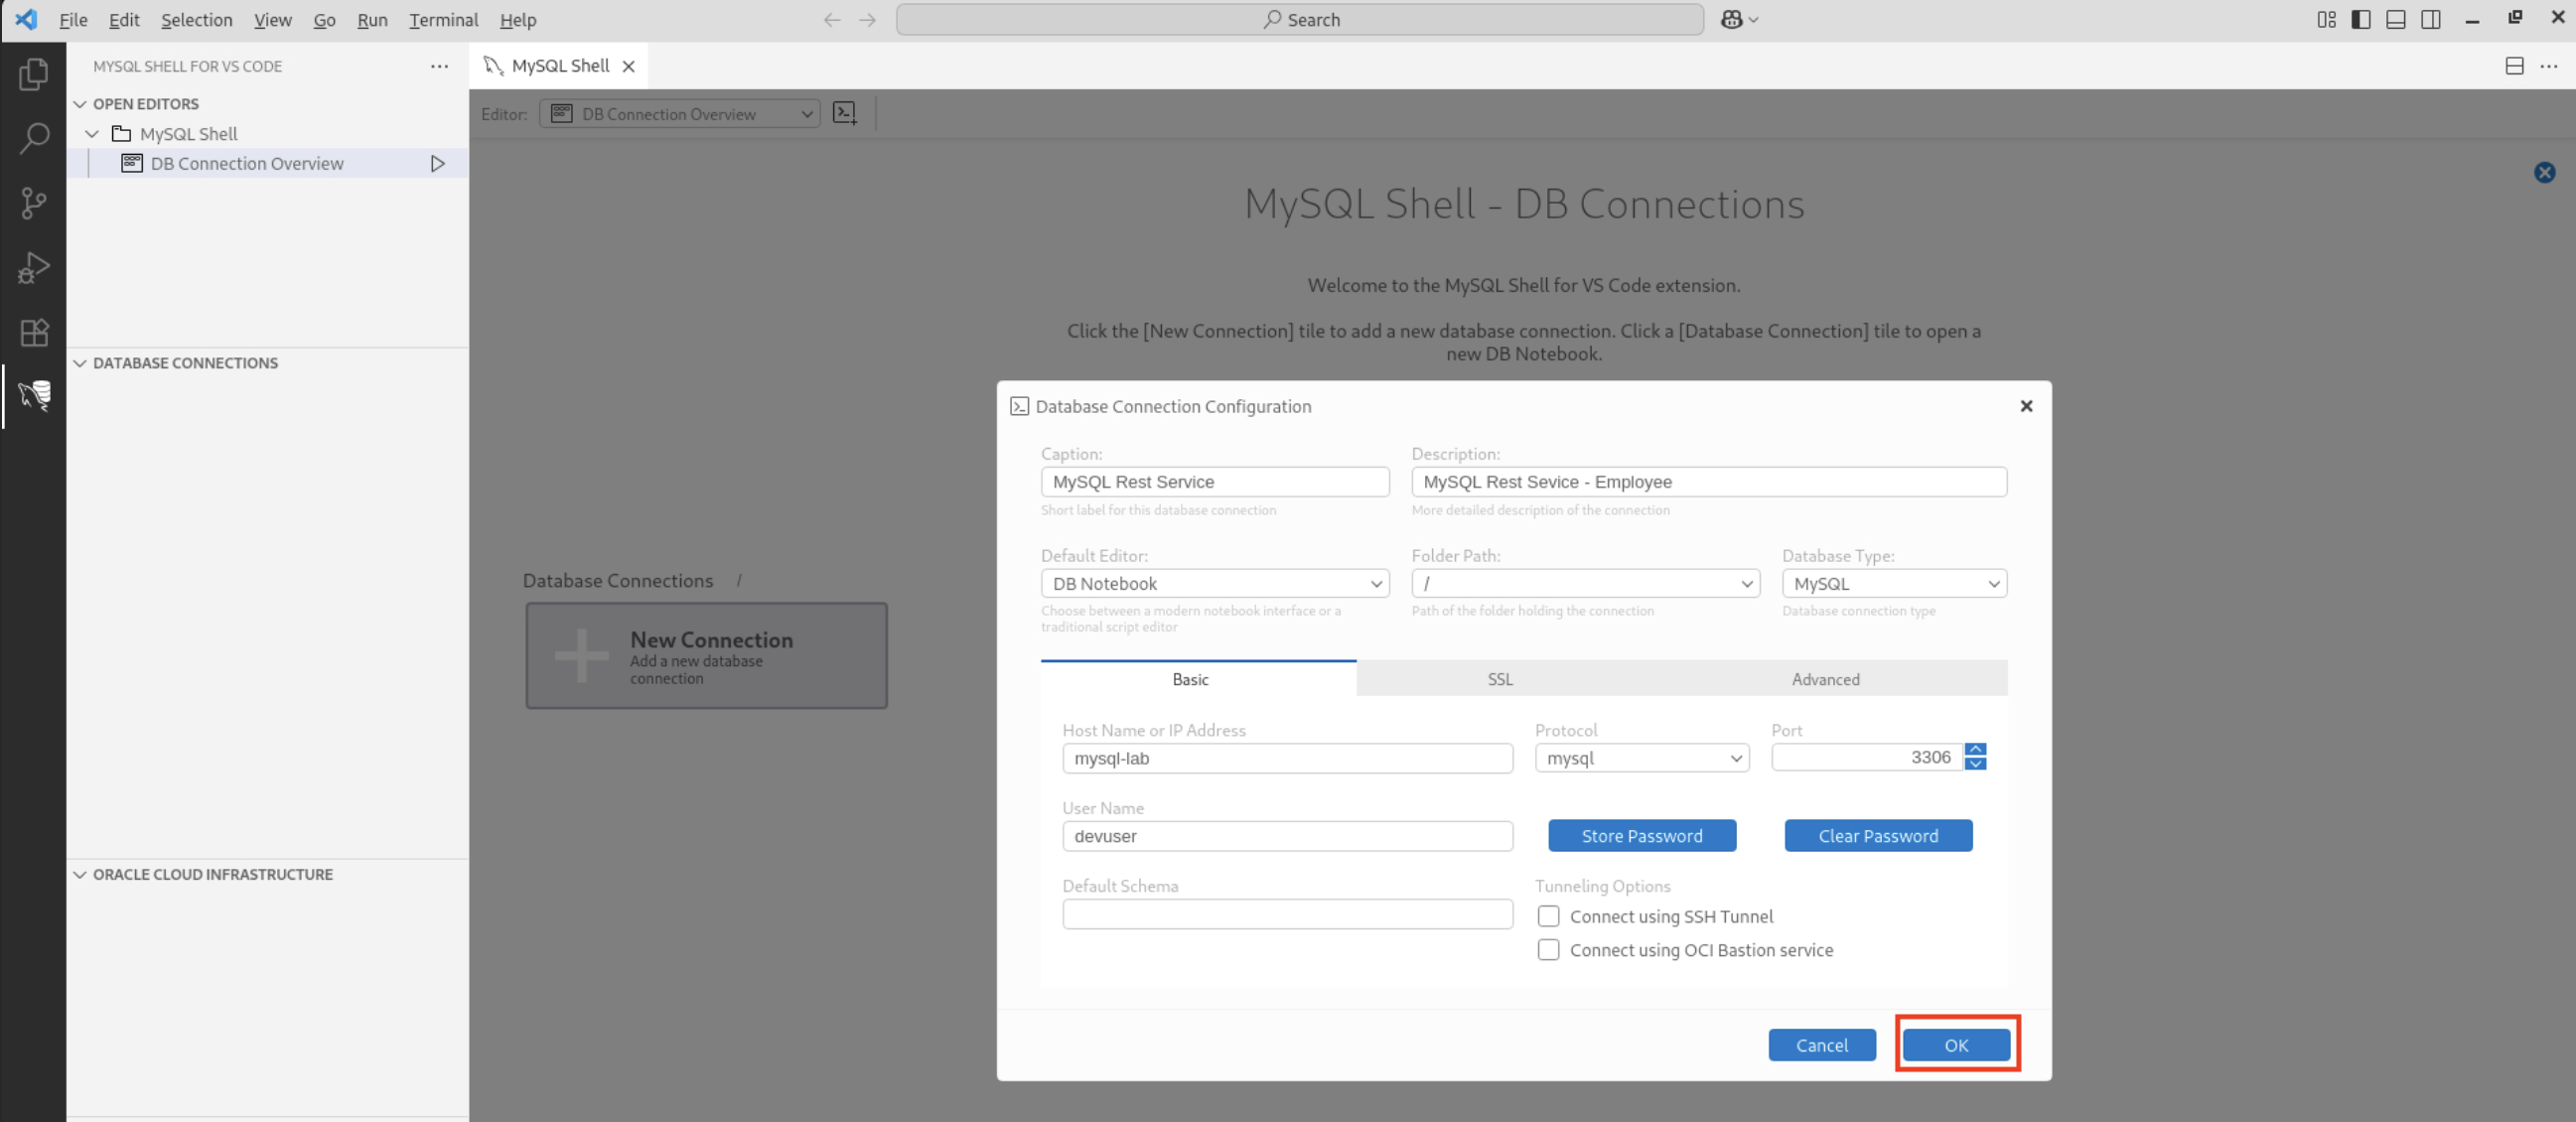 File Edit Selection View Go Run Terminal Help Search
MYSQL SHELL FOR VS CODE
MySQL Shell
OPEN EDITORS
MySQL Shell
DB Connection Overview
DATABASE CONNECTIONS
ORACLE CLOUD INFRASTRUCTURE
Editor: DB Connection Overview
MySQL Shell - DB Connections
Welcome to the MySQL Shell for VS Code extension.
Click the [New Connection] tile to add a new database connection. Click a [Database Connection] tile to open a
new DB Notebook.
Database Connections /
New Connection
Add a new database
connection
Database Connection Configuration
Caption: Description:
MySQL Rest Service MySQL Rest Sevice - Employee
Short label for this database connection More detailed description of the connection
Default Editor: Folder Path: Database Type:
DB Notebook / MySQL
Choose between a modern notebook interface or a Path of the folder holding the connection Database connection type
traditional script editor
Basic SSL Advanced
Host Name or IP Address Protocol Port
mysql-lab mysql 3306
User Name
devuser Store Password Clear Password
Default Schema Tunneling Options
Connect using SSH Tunnel
Connect using OCI Bastion service
Cancel OK